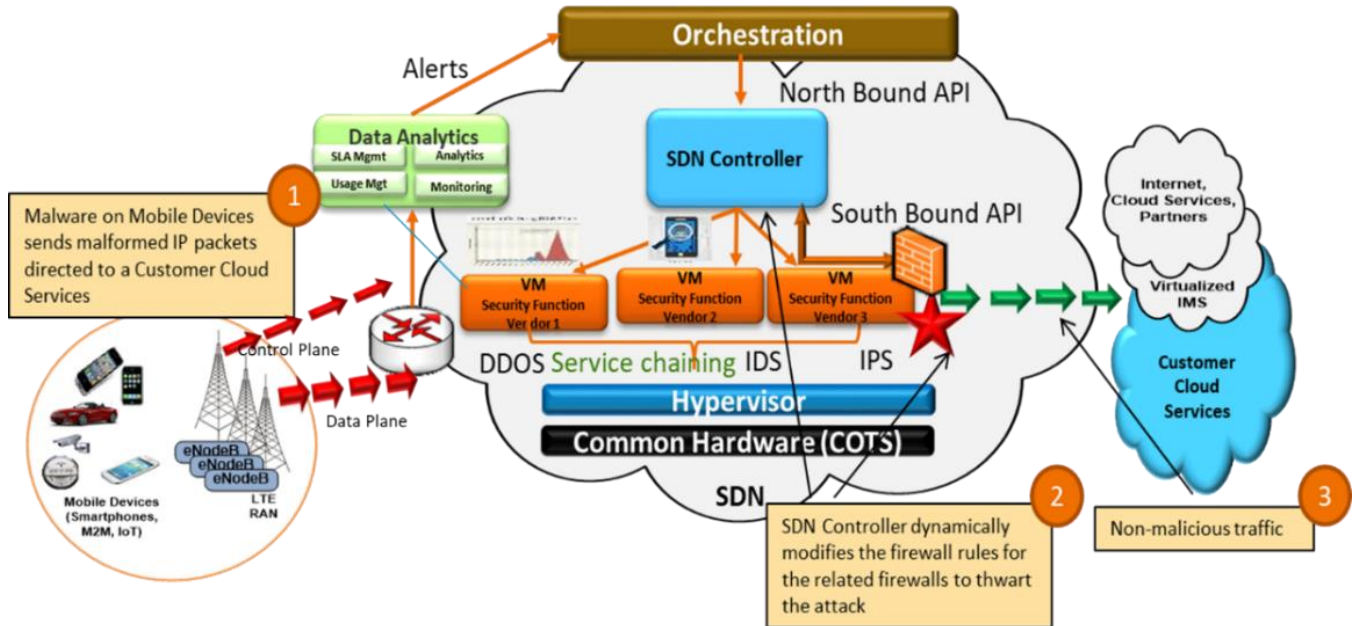 Orchestration
Alerts
North Bound API
Data Analytics
SLA Mgmt
Analytics
Usage Mgt
Monitoring
SDN Controller
1
Malware on Mobile Devices
sends malformed IP packets
directed to a Customer Cloud
Services
South Bound API
Internet,
Cloud Services,
Partners
Virtualized
IMS
VM
Security Function
Ver dor 1
VM
Security Function
Vendor 2
VM
Security Function
Vendor 3
Control Plane
Data Plane
DDOS Service chaining IDS
IPS
Customer
Cloud
Services
Hypervisor
Common Hardware (COTS)
SDN
eNodeB
eNodeB
eNodeB
LTE
RAN
Mobile Devices
(Smartphones,
M2M, IoT)
2
SDN Controller dynamically
modifies the firewall rules for
the related firewalls to thwart
the attack
3
Non-malicious traffic